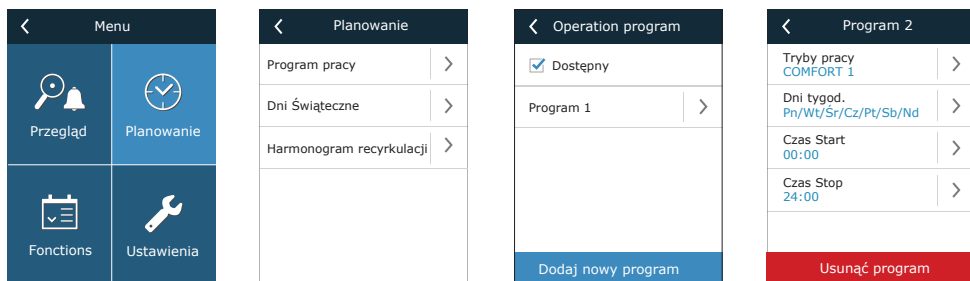 Menu
Przegląd
Planowanie
Fonctions
Ustawienia
Planowanie
Program pracy
Dni Świąteczne
Harmonogram recyrkulacji
Operation program
Dostępny
Program 1
Dodaj nowy program
Program 2
Tryby pracy
COMFORT 1
Dni tygod.
Pn/Wt/Śr/Cz/Pt/Sb/Nd
Czas Start
00:00
Czas Stop
24:00
Usunąć program